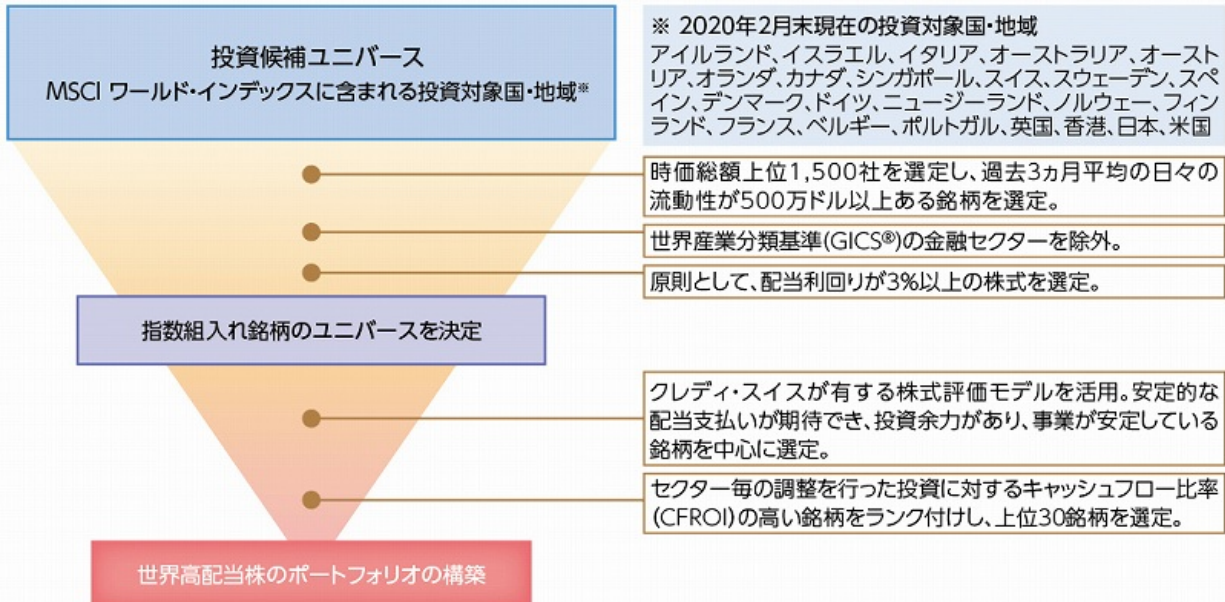 投資候補ユニバース
MSCI ワールド・インデックスに含まれる投資対象国・地域※
※ 2020年2月末現在の投資対象国・地域
アイルランド、イスラエル、イタリア、オーストラリア、オースト
リア、オランダ、カナダ、シンガポール、スイス、スウェーデン、スペ
イン、デンマーク、ドイツ、ニュージーランド、ノルウェー、フィン
ランド、フランス、ベルギー、ポルトガル、英国、香港、日本、米国
時価総額上位1,500社を選定し、過去3ヵ月平均の日々の
流動性が500万ドル以上ある銘柄を選定。
世界産業分類基準(GICS®)の金融セクターを除外。
原則として、配当利回りが3%以上の株式を選定。
指数組入れ銘柄のユニバースを決定
クレディ・スイスが有する株式評価モデルを活用。安定的な
配当支払いが期待でき、投資余力があり、事業が安定している
銘柄を中心に選定。
セクター毎の調整を行った投資に対するキャッシュフロー比率
(CFROI)の高い銘柄をランク付けし、上位30銘柄を選定。
世界高配当株のポートフォリオの構築